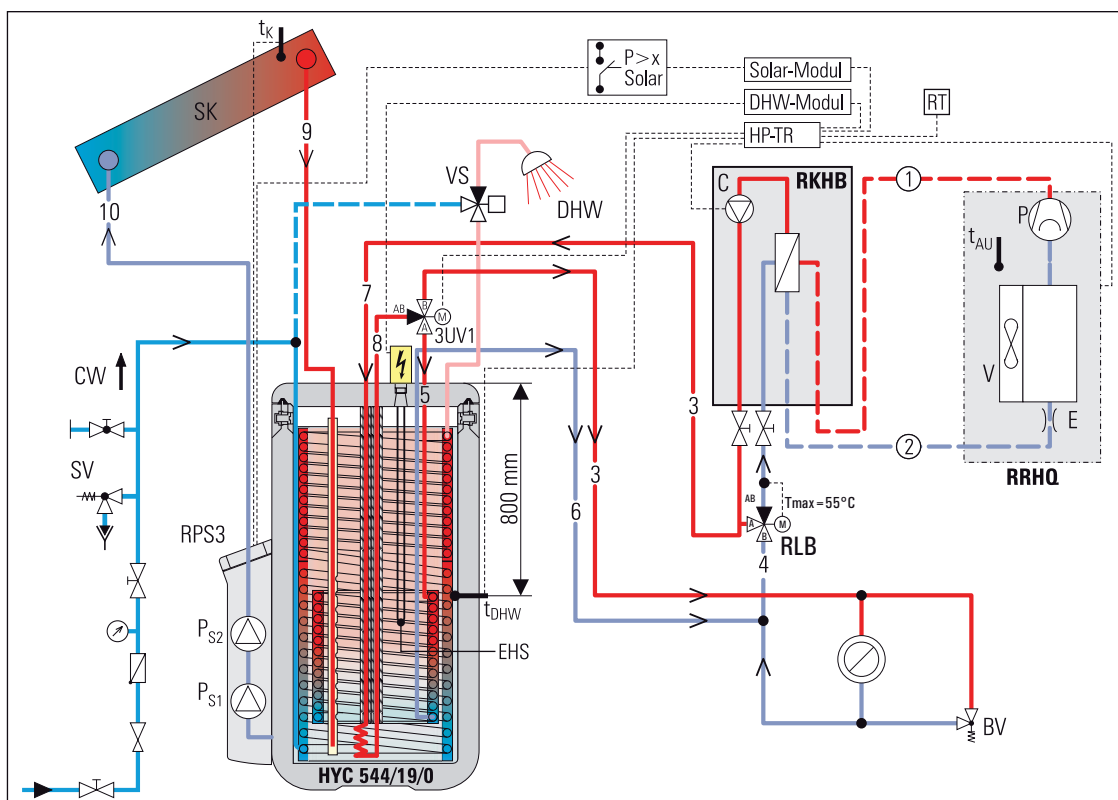 tK
P>x
Solar
Solar-Modul
DHW-Modul
RT
HP-TR
SK
9
VS
DHW
C
RKHB
1
P
tAU
10
7
AB
B
A
M
3UV1
8
5
3
V
E
2
RRHQ
CW
800 mm
3
6
AB
A
B
M
Tmax=55°C
RLB
4
SV
RPS3
tDHW
PS2
EHS
PS1
BV
HYC 544/19/0